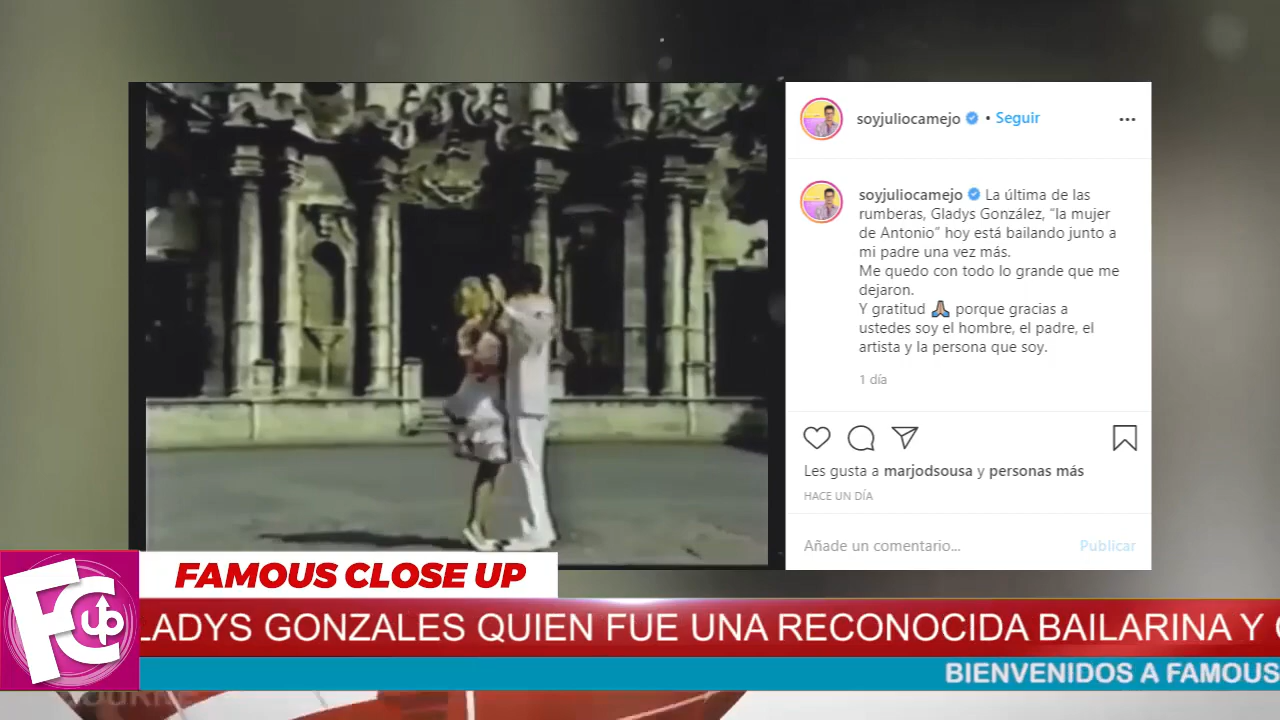 soyjuliocamejo • Seguir
soyjuliocamejo La última de las
rumberas, Gladys González, “la mujer
de Antonio” hoy está bailando junto a
mi padre una vez más.
Me quedo con todo lo grande que me
dejaron.
Y gratitud 🙏🏽 porque gracias a
ustedes soy el hombre, el padre, el
artista y la persona que soy.
1 día
Les gusta a marjodsousa y personas más
HACE UN DÍA
Añade un comentario... Publicar
FAMOUS CLOSE UP
FC up
LADYS GONZALES QUIEN FUE UNA RECONOCIDA BAILARINA Y
BIENVENIDOS A FAMOUS